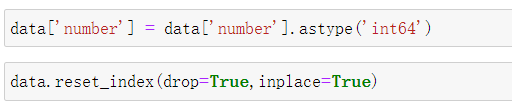 data['number'] = data['number'].astype('int64')
data.reset_index(drop=True,inplace=True)